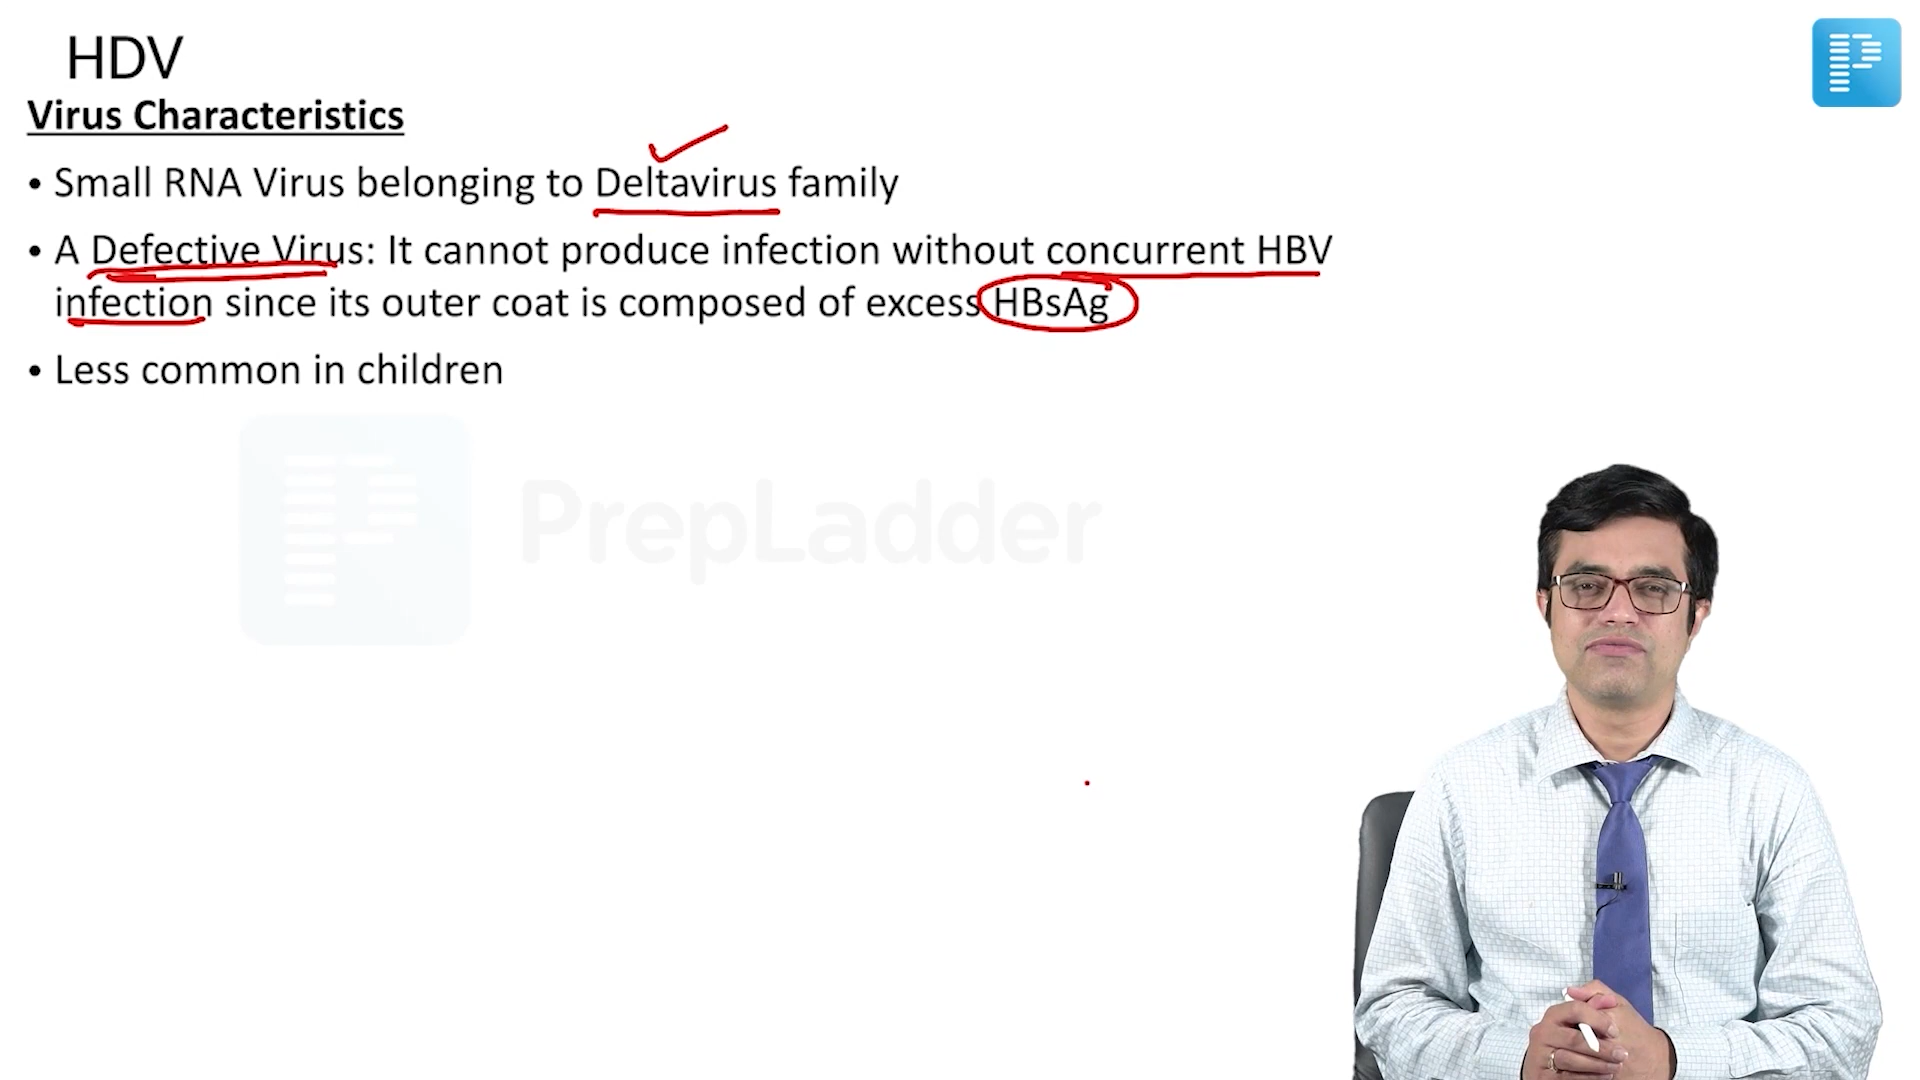 HDV
Virus Characteristics
• Small RNA Virus belonging to Deltavirus family
• A Defective Virus: It cannot produce infection without concurrent HBV
infection since its outer coat is composed of excess HBsAg
• Less common in children
PrepLadder